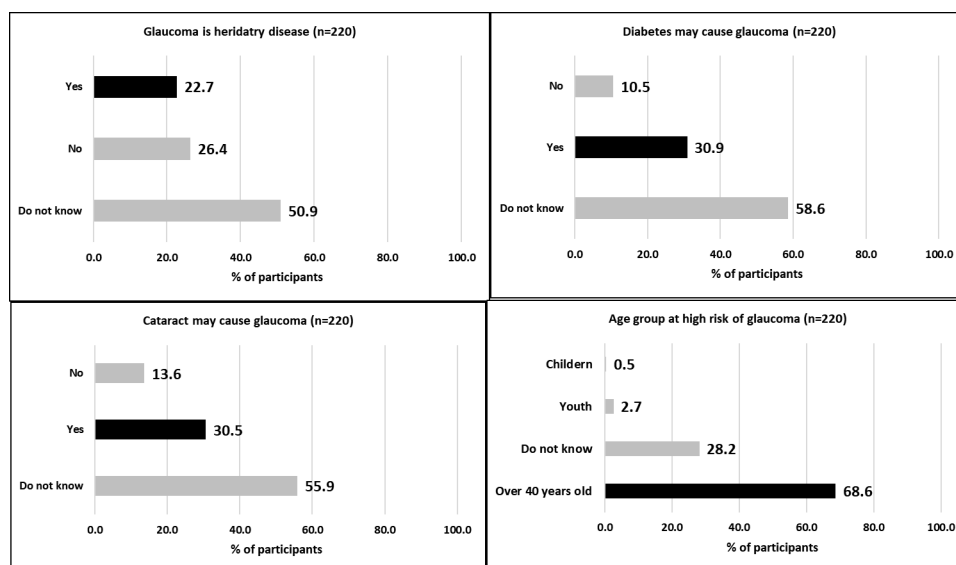 Glaucoma is heridatry disease (n=220)
Yes
22.7
No
26.4
Do not know
50.9
0.0 20.0 40.0 60.0 80.0 100.0
% of participants
Diabetes may cause glaucoma (n=220)
No
10.5
Yes
30.9
Do not know
58.6
0.0 20.0 40.0 60.0 80.0 100.0
% of participants
Cataract may cause glaucoma (n=220)
No
13.6
Yes
30.5
Do not know
55.9
0.0 20.0 40.0 60.0 80.0 100.0
% of participants
Age group at high risk of glaucoma (n=220)
Childern
0.5
Youth
2.7
Do not know
28.2
Over 40 years old
68.6
0.0 20.0 40.0 60.0 80.0 100.0
% of participants